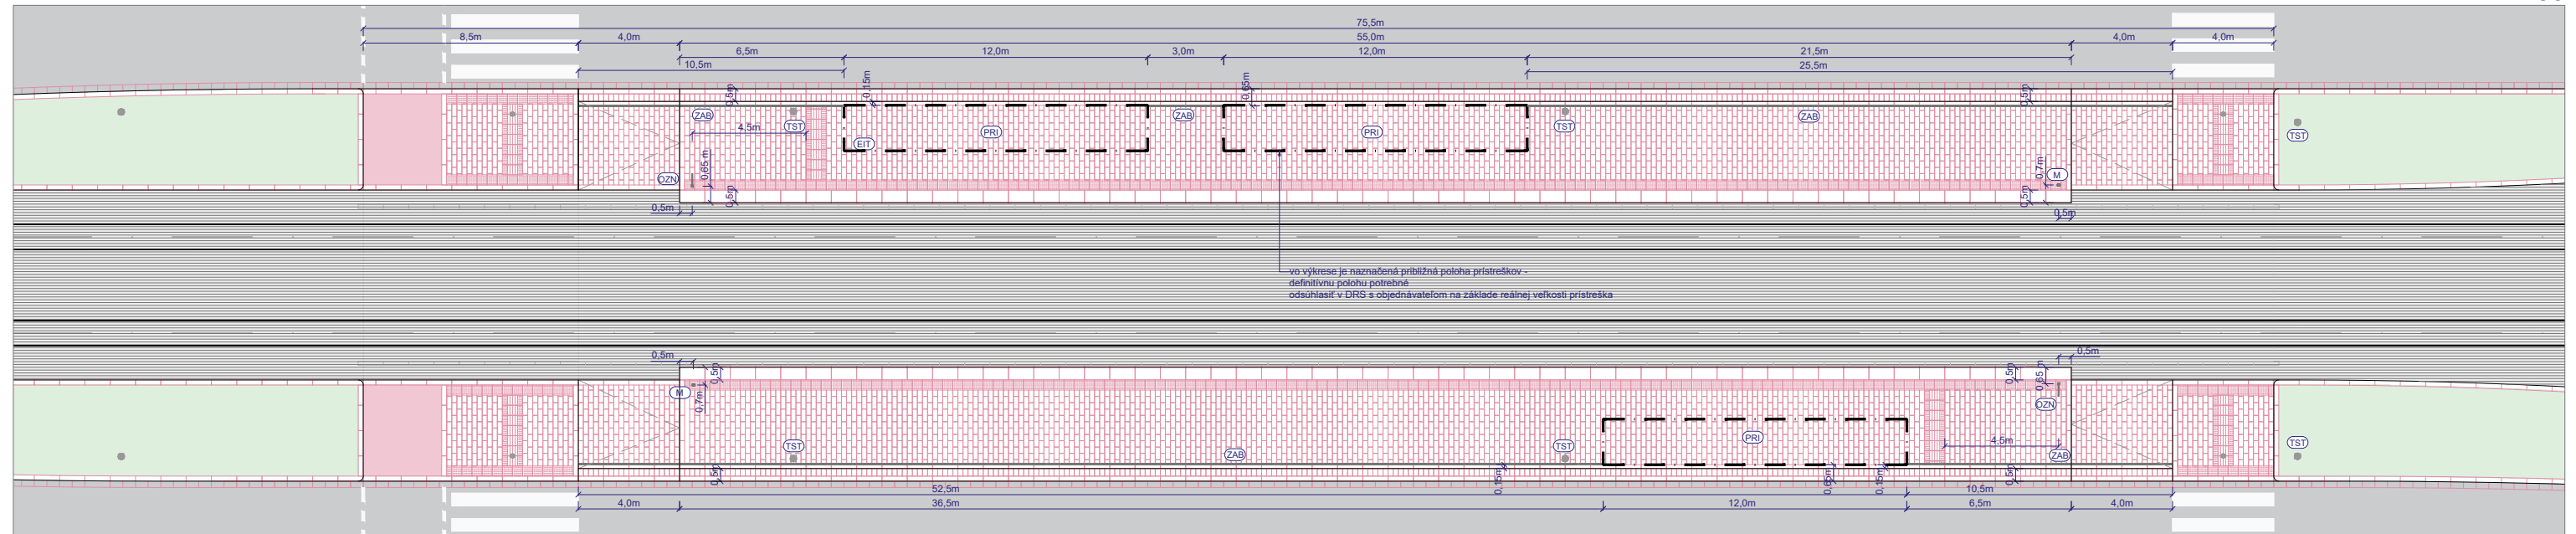 75,5m
8,5m 4,0m 55,0m 4,0m 4,0m
6,5m 12,0m 3,0m 12,0m 21,5m
10,5m 25,5m
0,5m 0,15m 0,65m 0,5m
ZAB TST ZAB TST ZAB TST
4,5m PRI PRI
EIT
0,65 m 0,7m
OZN M
0,5m 0,5m
0,5m 0,5m
vo výkrese je naznačená približná poloha prístreškov -
definitívnu polohu potrebné
odsúhlasiť v DRS s objednávateľom na základe reálnej veľkosti prístreška
0,5m 0,5m
0,5m 0,5m 0,65 m
M 0,7m OZN
TST TST PRI 4,5m TST
ZAB ZAB
0,5m 0,15m 0,65m 0,15m 0,5m
52,5m 10,5m
4,0m 36,5m 12,0m 6,5m 4,0m